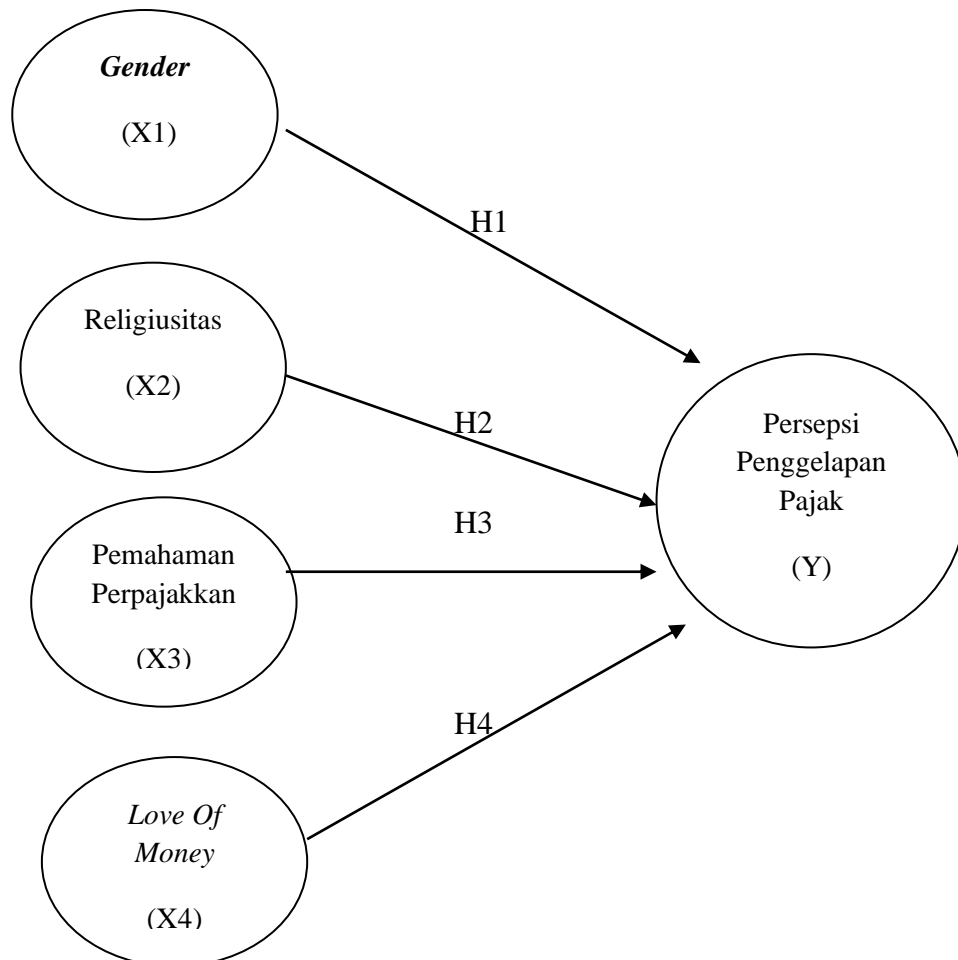 Gender
(X1)
H1
Religiusitas
(X2)
H2
Persepsi
Penggelapan
Pajak
(Y)
H3
Pemahaman
Perpajakkan
(X3)
H4
Love Of
Money
(X4)